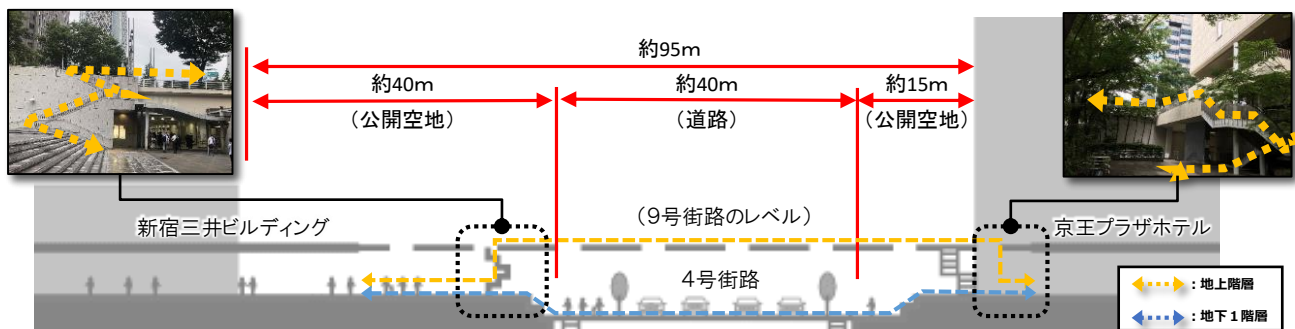 約95m
約40m
約40m
約15m
（公開空地）
（道路）
（公開空地）
新宿三井ビルディング
（9号街路のレベル）
京王プラザホテル
4号街路
：地上階層
：地下１階層